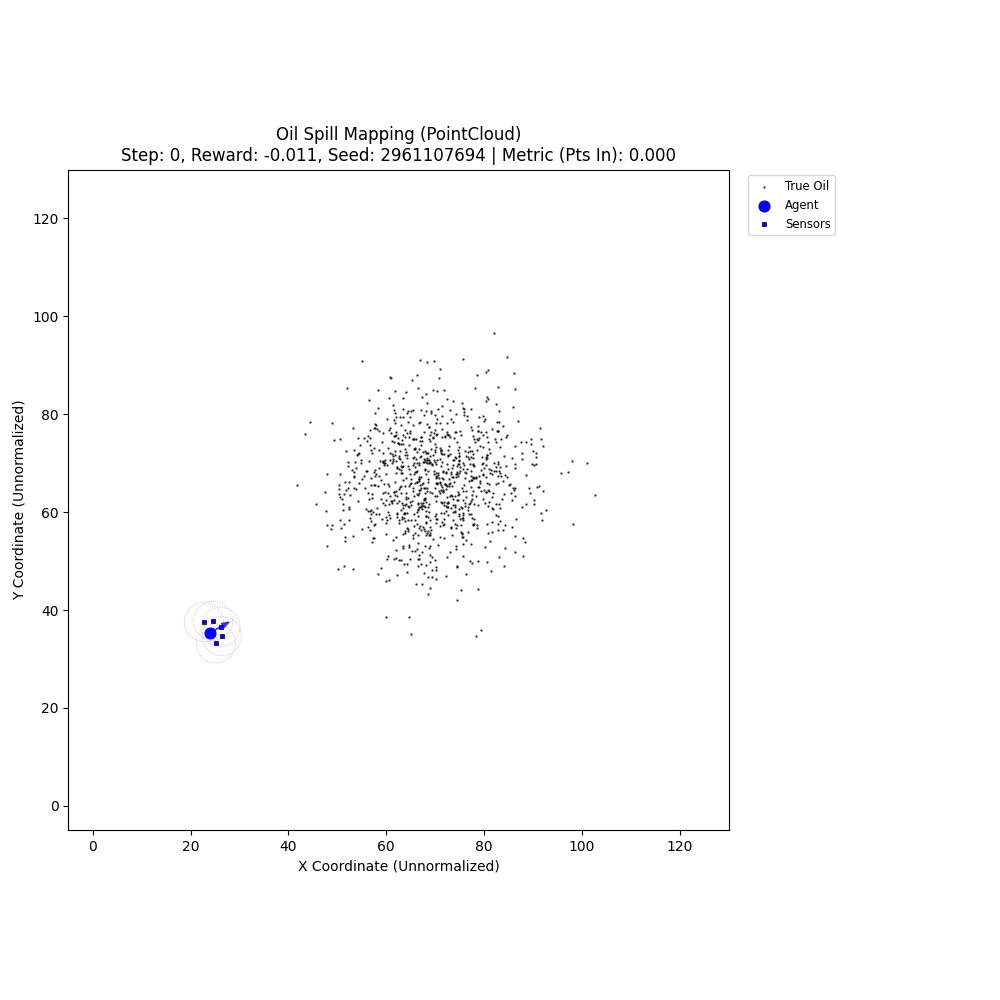 Oil Spill Mapping (PointCloud)
Step: 0, Reward: -0.011, Seed: 2961107694 | Metric (Pts In): 0.000
True Oil
Agent
Sensors
120
100
80
60
40
20
0
0 20 40 60 80 100 120
X Coordinate (Unnormalized)
Y Coordinate (Unnormalized)